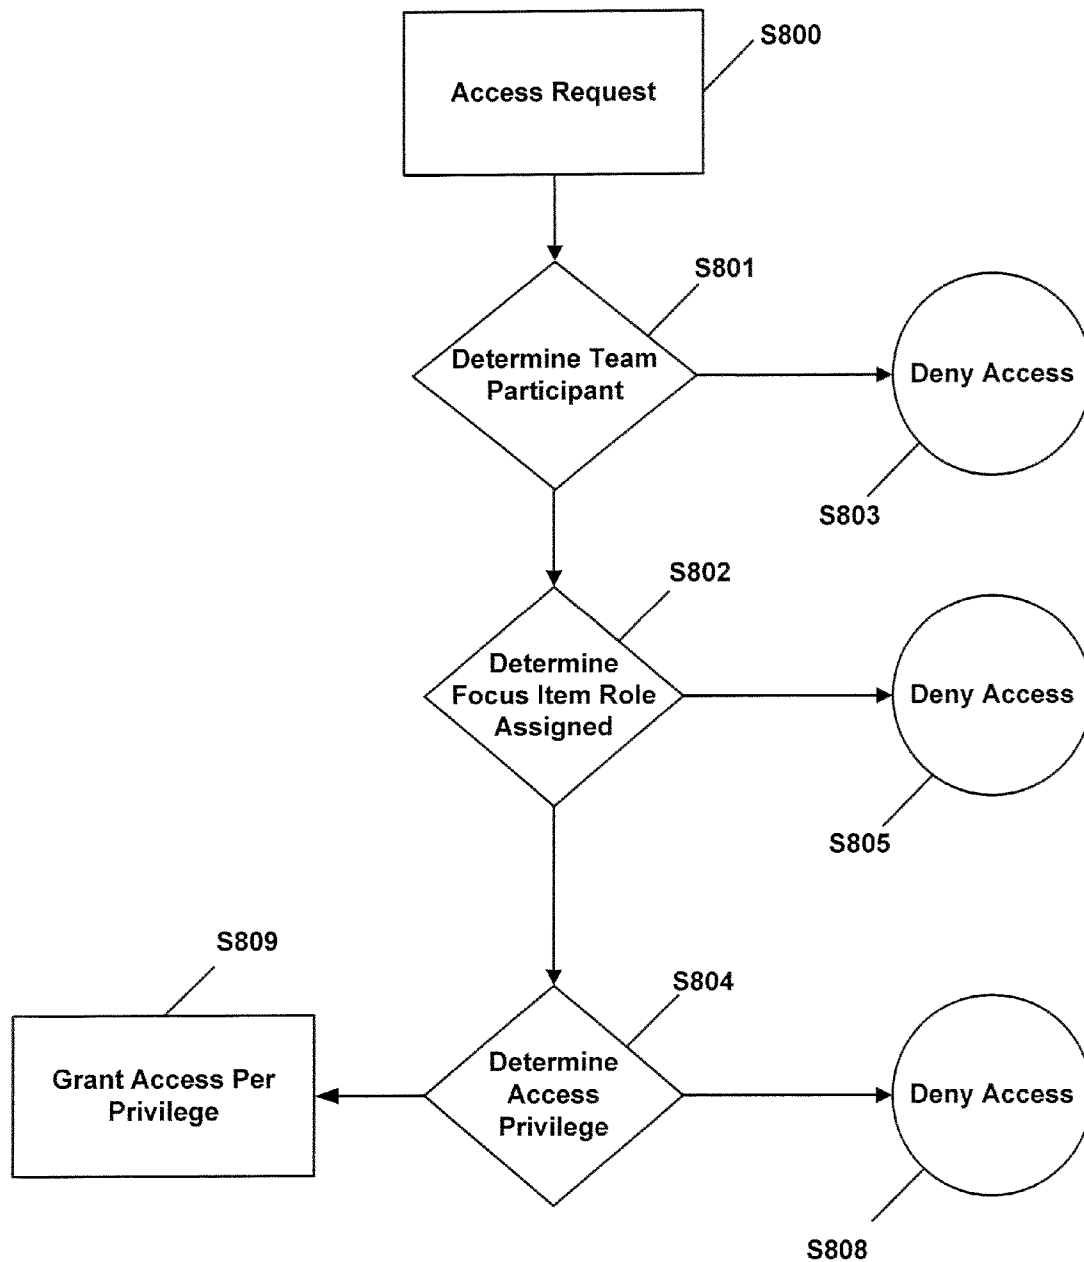 S800
Access Request
S801
Determine Team
Participant
Deny Access
S803
S802
Determine
Focus Item Role
Assigned
Deny Access
S805
S809
S804
Grant Access Per
Privilege
Determine
Access
Privilege
Deny Access
S808